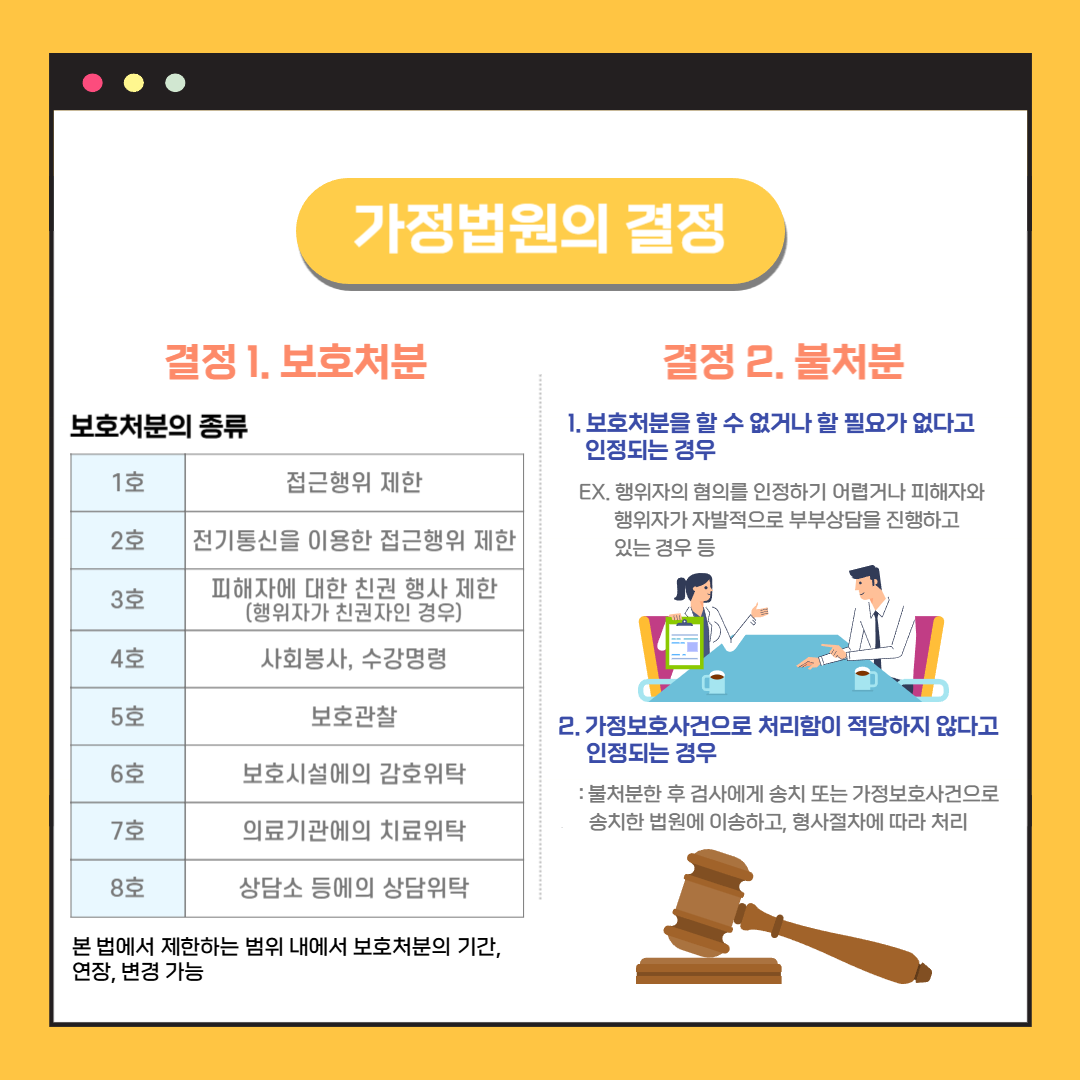 가정법원의 결정
결정 1. 보호처분
보호처분의 종류
1호 접근행위 제한
2호 전기통신을 이용한 접근행위 제한
3호 피해자에 대한 친권 행사 제한
(행위자가 친권자인 경우)
4호 사회봉사, 수강명령
5호 보호관찰
6호 보호시설에의 감호위탁
7호 의료기관에의 치료위탁
8호 상담소 등에의 상담위탁
본 법에서 제한하는 범위 내에서 보호처분의 기간,
연장, 변경 가능
결정 2. 불처분
1. 보호처분을 할 수 없거나 할 필요가 없다고
인정되는 경우
EX. 행위자의 혐의를 인정하기 어렵거나 피해자와
행위자가 자발적으로 부부상담을 진행하고
있는 경우 등
2. 가정보호사건으로 처리함이 적당하지 않다고
인정되는 경우
: 불처분한 후 검사에게 송치 또는 가정보호사건으로
송치한 법원에 이송하고, 형사절차에 따라 처리